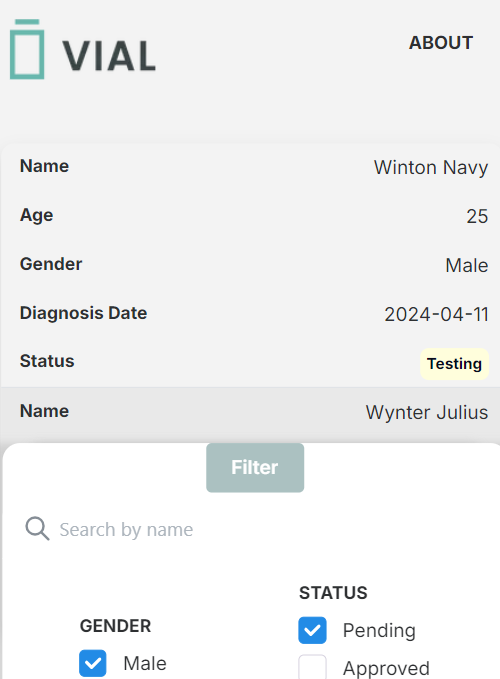 VIAL
ABOUT
Name Winton Navy
Age 25
Gender Male
Diagnosis Date 2024-04-11
Status Testing
Name Wynter Julius
Filter
Search by name
GENDER
Male
STATUS
Pending
Approved